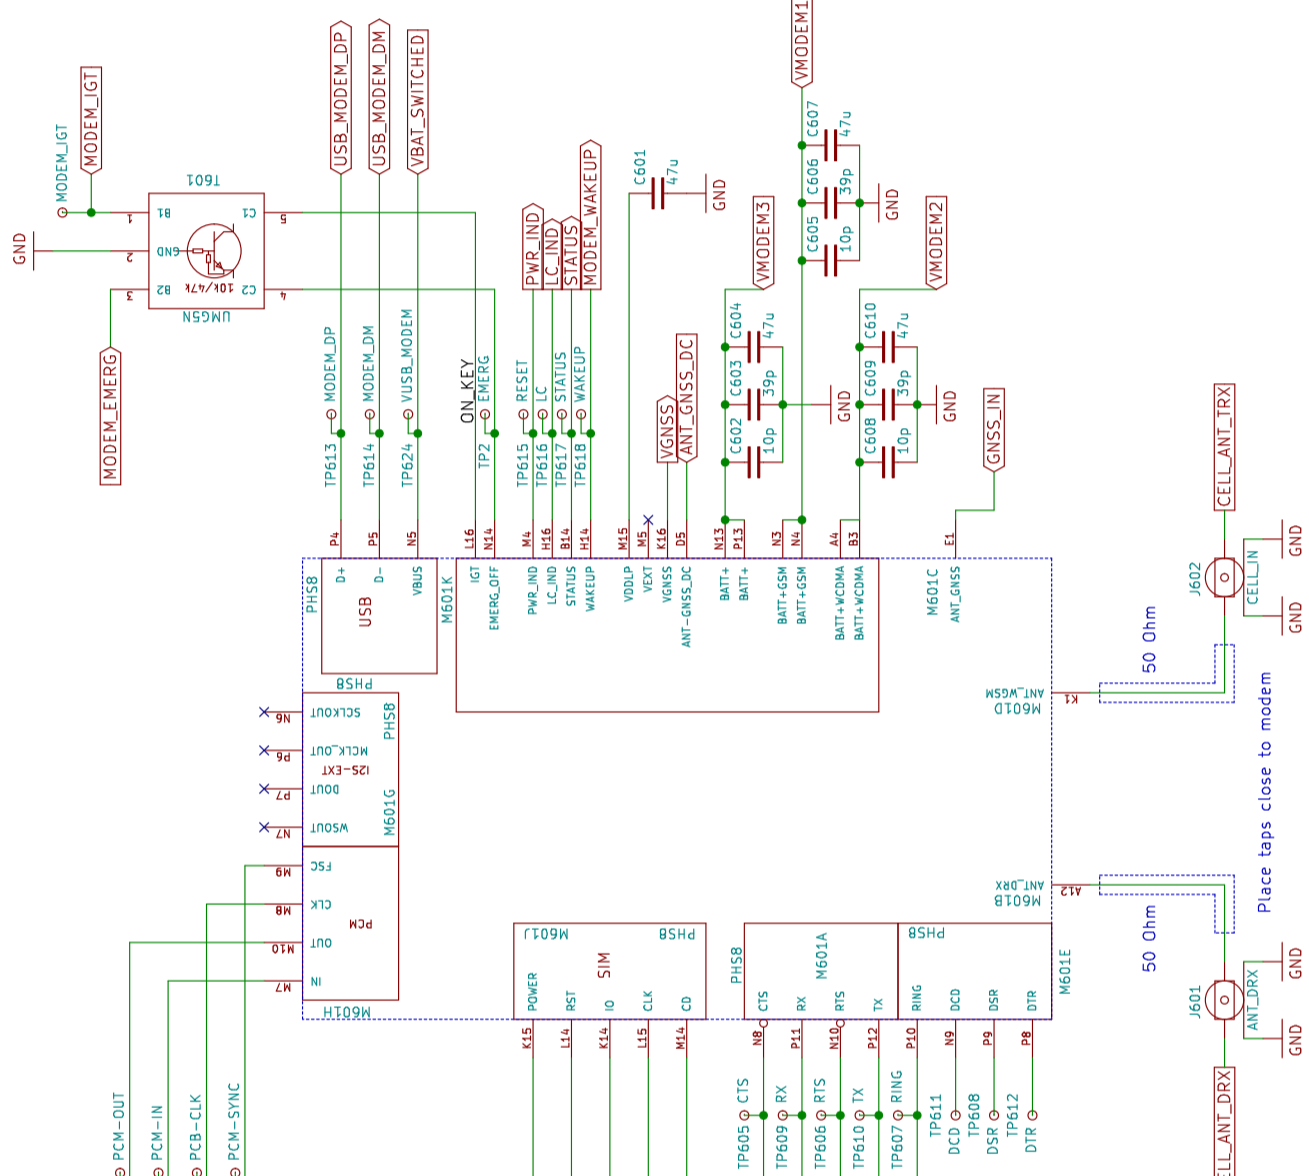 MODEM_IGT
MODEM_IGT
GND
T601
B1
GND
B2
C1
C2
10k/47k
1
2
3
5
4
UMG5N
MODEM_EMERG
USB_MODEM_DP
USB_MODEM_DM
VBAT_SWITCHED
TP613
MODEM_DP
TP614
MODEM_DM
TP624
VUSB_MODEM
ON_KEY
TP2
EMERG
PWR_IND
LC_IND
STATUS
MODEM_WAKEUP
TP615
RESET
TP616
LC
TP617
STATUS
TP618
WAKEUP
C601
47u
GND
VGNSS
ANT_GNSS_DC
VMODEM3
C604
47u
C603
39p
C602
10p
GND
VMODEM1
C607
47u
C606
39p
C605
10p
GND
VMODEM2
C610
47u
C609
39p
C608
10p
GND
GNSS_IN
P4
P5
N5
L16
N14
M4
H16
B14
H14
M15
M5
K16
D5
N13
P13
N3
N4
A4
B3
E1
PHS8
D+
D-
VBUS
USB
M601K
IGT
EMERG_OFF
PWR_IND
LC_IND
STATUS
WAKEUP
VDDLP
VEXT
VGNSS
ANT-GNSS_DC
BATT+
BATT+
BATT+GSM
BATT+GSM
BATT+WCDMA
BATT+WCDMA
M601C
ANT_GNSS
PHS8
N6
SCLKOUT
P6
MCLK_OUT
I2S-EXT
P7
DOUT
N7
WSOUT
PHS8
M601G
M9
FSC
M8
CLK
PCM
M10
OUT
M7
IN
M601H
PCM-OUT
PCM-IN
PCB-CLK
PCM-SYNC
M601J
PHS8
SIM
POWER
RST
IO
CLK
CD
K15
L14
K14
L15
M14
PHS8
M601A
CTS
RX
RTS
TX
N8
P11
N10
P12
PHS8
M601E
RING
DCD
DSR
DTR
P10
N9
P9
P8
TP605
CTS
TP609
RX
TP606
RTS
TP610
TX
TP607
RING
TP611
DCD
TP608
DSR
TP612
DTR
ANT_WGSM
M601D
K1
50 Ohm
CELL_ANT_TRX
J602
CELL_IN
GND
GND
Place taps close to modem
ANT_DRX
M601B
A12
50 Ohm
J601
ANT_DRX
GND
GND
LL_ANT_DRX